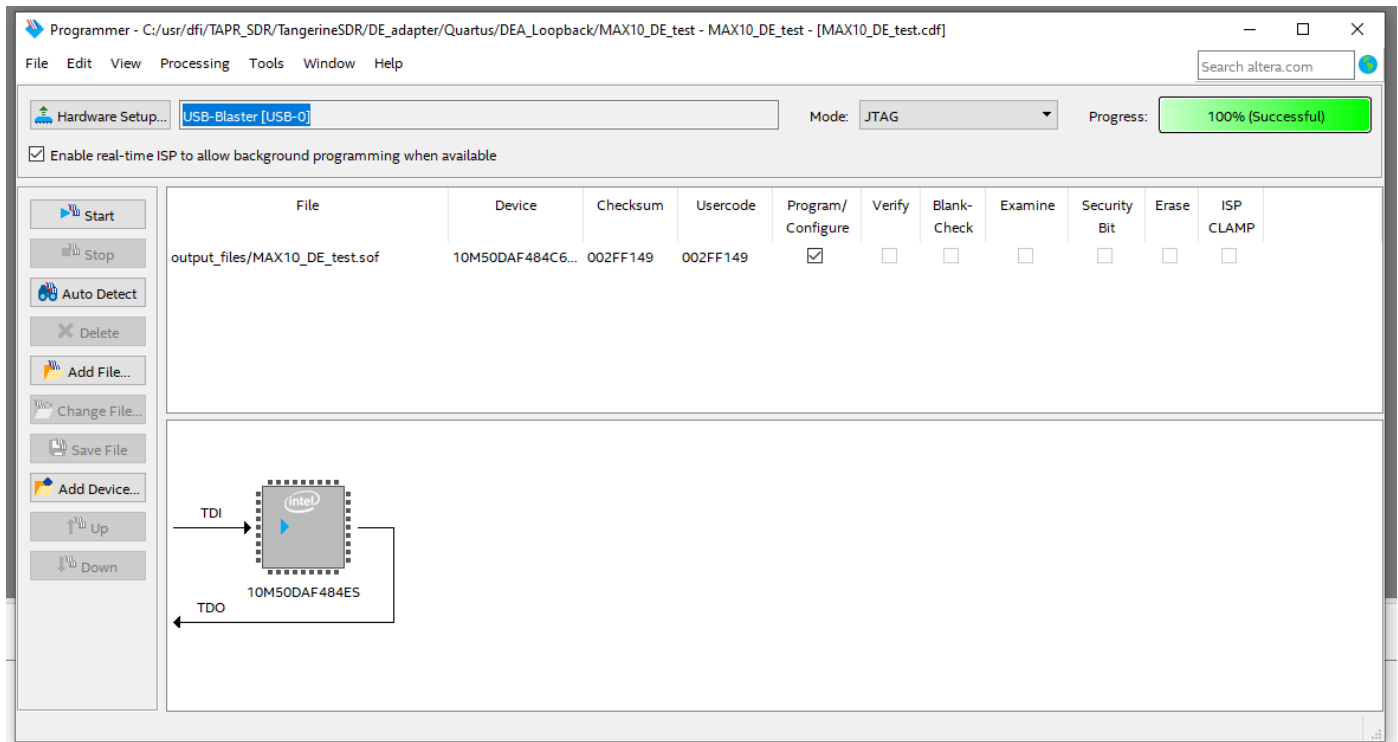 Programmer - C:/usr/dfi/TAPR_SDR/TangerineSDR/DE_adapter/Quartus/DEA_Loopback/MAX10_DE_test - MAX10_DE_test - [MAX10_DE_test.cdf]
File Edit View Processing Tools Window Help
Search altera.com
Hardware Setup... USB-Blaster [USB-0] Mode: JTAG Progress: 100% (Successful)
Enable real-time ISP to allow background programming when available
Start
Stop
Auto Detect
Delete
Add File...
Change File...
Save File
Add Device...
Up
Down
File Device Checksum Usercode Program/ Verify Blank- Examine Security Erase ISP
Configure Check Bit CLAMP
output_files/MAX10_DE_test.sof 10M50DAF484C6... 002FF149 002FF149
intel
TDI
10M50DAF484ES
TDO